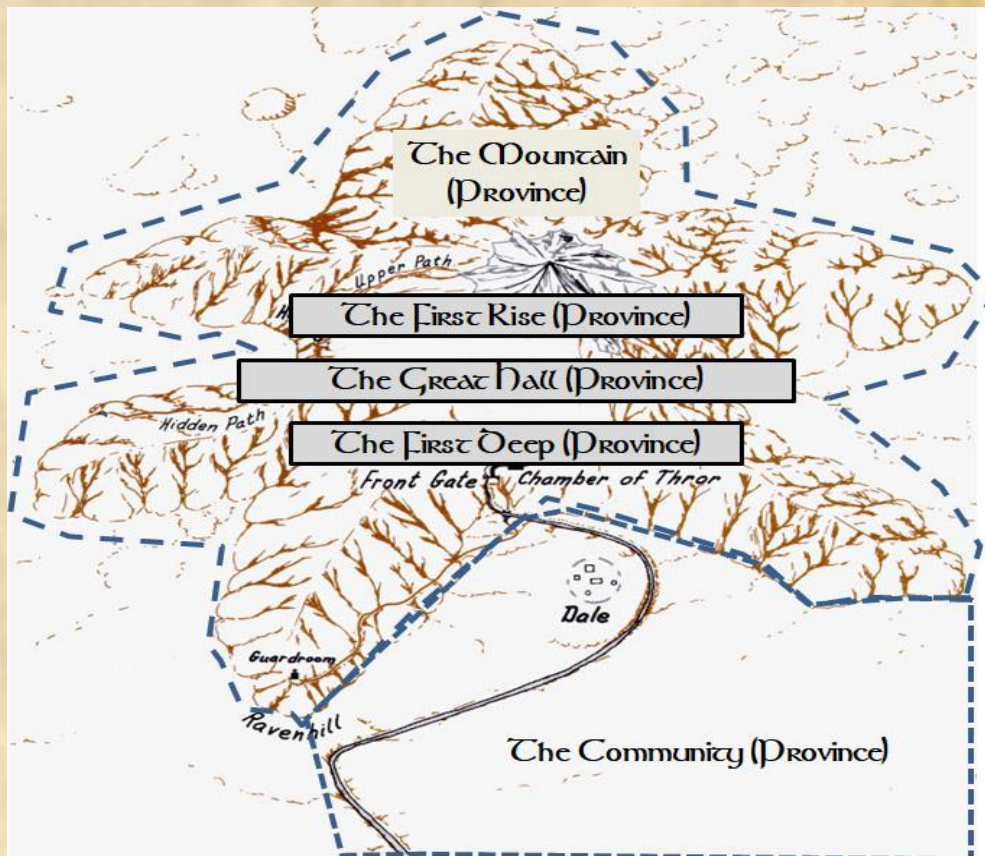 The Mountain
(Province)
Upper Path
The First Rise (Province)
The Great Hall (Province)
Hidden Path
The First Deep (Province)
Front Gate
Chamber of Thror
Dale
Guardroom
Ravenhill
The Community (Province)